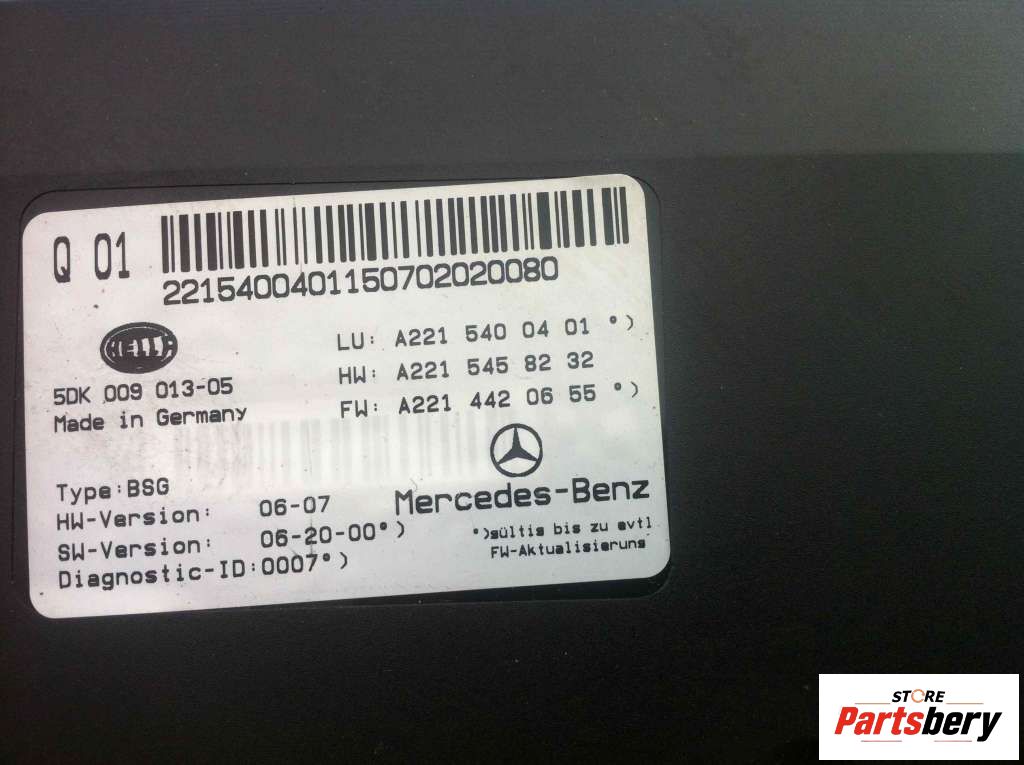 Q 01
2215400401150702020080
HELLA
LU: A221 540 04 01 °)
5DK 009 013-05
HW: A221 545 82 32
Made in Germany
FW: A221 442 06 55 °)
Type:BSG
Mercedes-Benz
HW-Version: 06-07
SW-Version: 06-20-00°)
°)gültig bis zu evtl
FW-Aktualisierung
Diagnostic-ID:0007°)
STORE
Partsbery